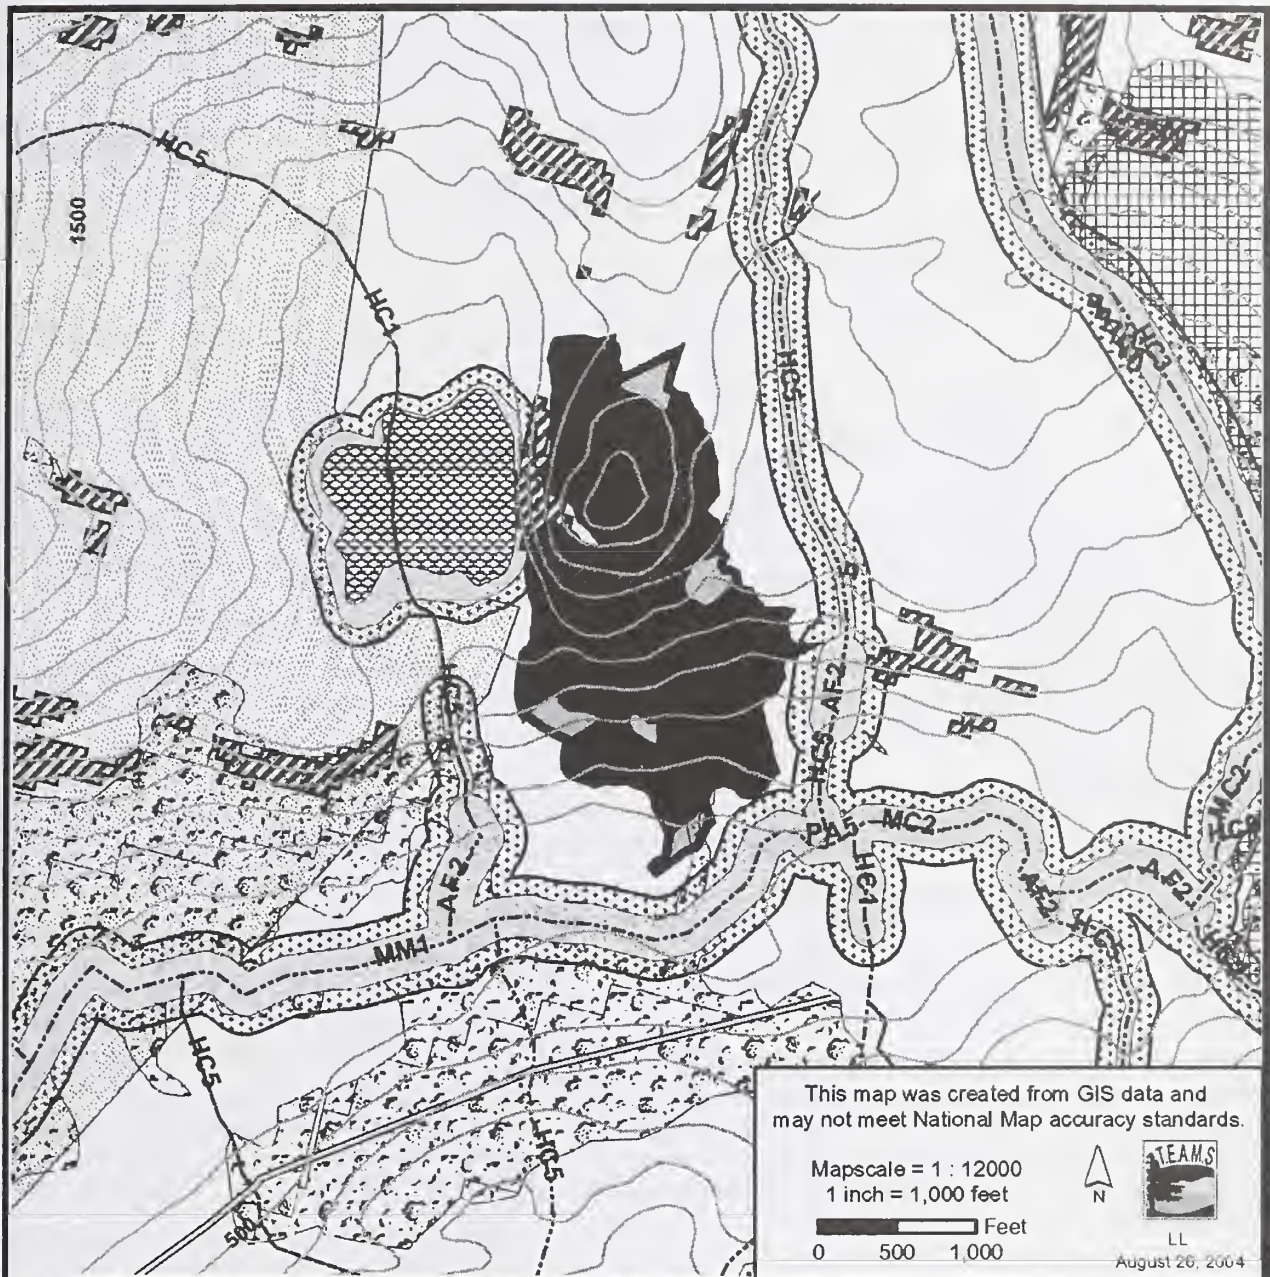 HC5
1500
HC1
HC5
HC3
AF2
HC5
MC2
PA5
MC2
HC1
AF2
AF2
AF2
MM1
HC5
HC5
500
This map was created from GIS data and
may not meet National Map accuracy standards.
Mapscale = 1 : 12000
1 inch = 1,000 feet
Feet
0 500 1,000
N
T.E.A.M.S
LL
August 26, 2004